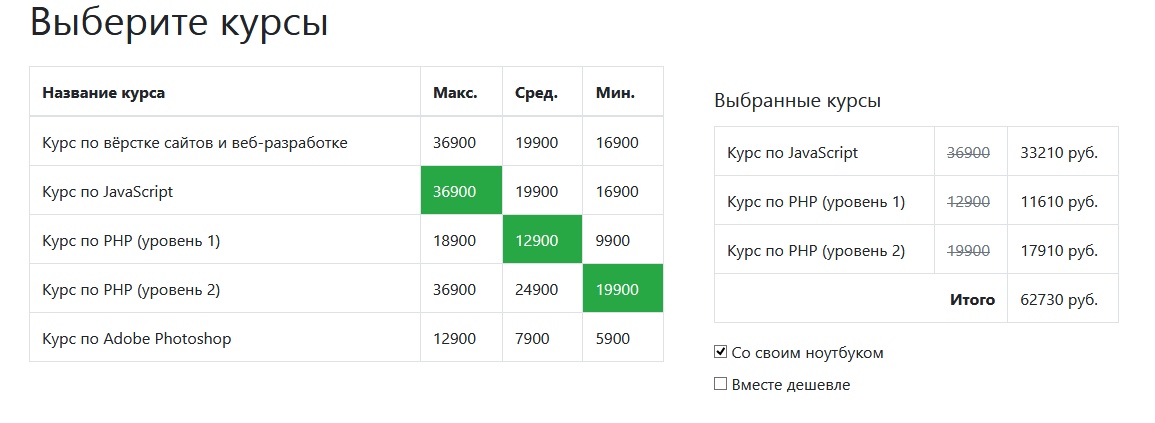 Выберите курсы
Название курса Макс. Сред. Мин.
Курс по вёрстке сайтов и веб-разработке 36900 19900 16900
Курс по JavaScript 36900 19900 16900
Курс по PHP (уровень 1) 18900 12900 9900
Курс по PHP (уровень 2) 36900 24900 19900
Курс по Adobe Photoshop 12900 7900 5900
Выбранные курсы
Курс по JavaScript 36900 33210 руб.
Курс по PHP (уровень 1) 12900 11610 руб.
Курс по PHP (уровень 2) 19900 17910 руб.
Итого 62730 руб.
Со своим ноутбуком
Вместе дешевле